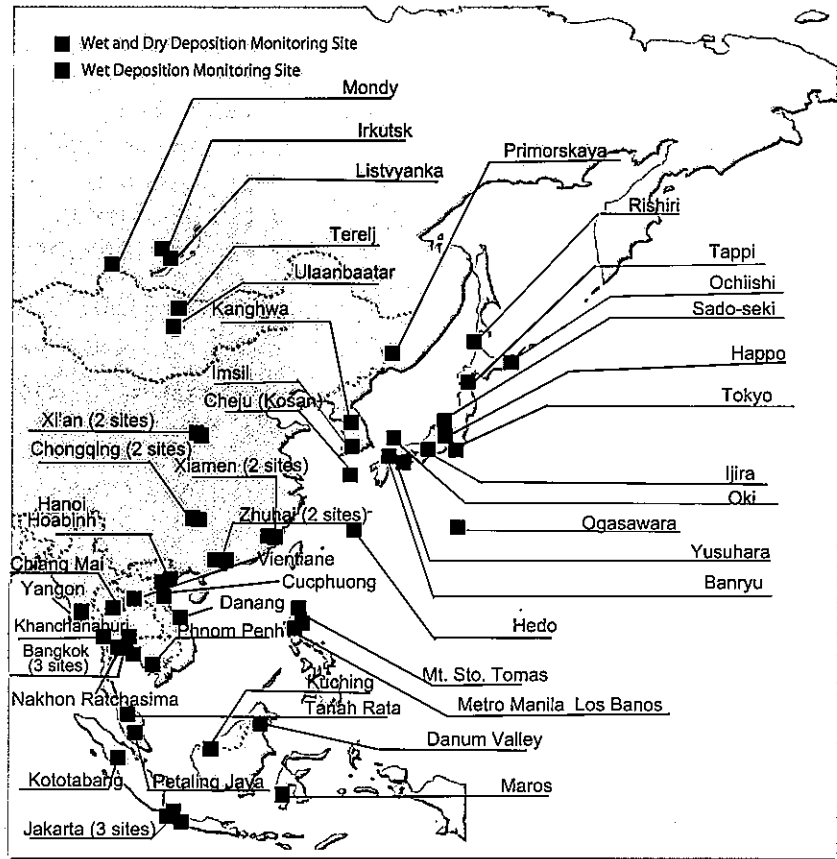 Wet and Dry Deposition Monitoring Site
Wet Deposition Monitoring Site
Mondy
Irkutsk
Primorskaya
Listvyanka
Rishiri
Terelj
Tappi
Ulaanbaatar
Ochiishi
Kanghwa
Sado-seki
Happo
Imsil
Cheju (Kosan)
Tokyo
Xi'an (2 sites)
Chongqing (2 sites)
Xiamen (2 sites)
Ijira
Oki
Hanoi
Hoabinh
Zhuhai (2 sites)
Ogasawara
Yusuhara
Vientiane
Chiang Mai
Cucphuong
Banryu
Yangon
Danang
Khanchanaburi
Phnom Penh
Hedo
Bangkok
(3 sites)
Mt. Sto. Tomas
Kuching
Nakhon Ratchasima
Tanah Rata
Metro Manila Los Banos
Danum Valley
Kototabang
Petaling Jaya
Maros
Jakarta (3 sites)